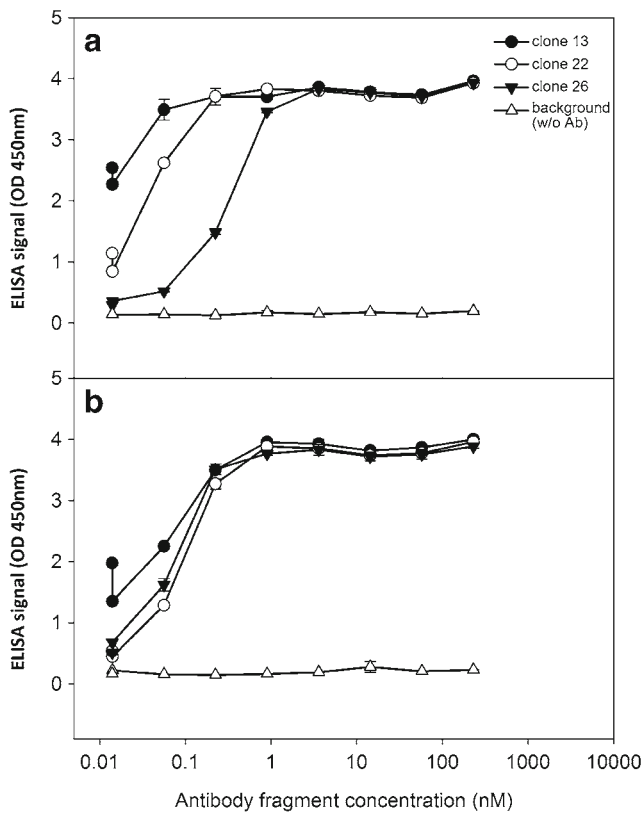 5
a
clone 13
clone 22
clone 26
background
(w/o Ab)
4
3
2
1
0
ELISA signal (OD 450nm)
5
5
b
4
3
2
1
0
ELISA signal (OD 450nm)
0.01 0.1 1 10 100 1000 10000
Antibody fragment concentration (nM)